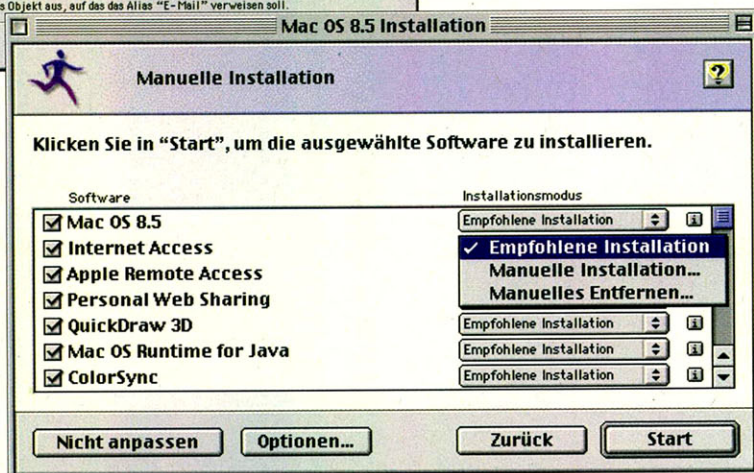 s Objekt aus, auf das das Alias “E-Mail” verweisen soll.
Mac OS 8.5 Installation
Manuelle Installation
?
Klicken Sie in “Start”, um die ausgewählte Software zu installieren.
Software Installationsmodus
Mac OS 8.5 Empfohlene Installation
Internet Access ✓ Empfohlene Installation
Apple Remote Access Manuelle Installation...
Personal Web Sharing Manuelles Entfernen...
QuickDraw 3D Empfohlene Installation
Mac OS Runtime for Java Empfohlene Installation
ColorSync Empfohlene Installation
Nicht anpassen Optionen... Zurück Start